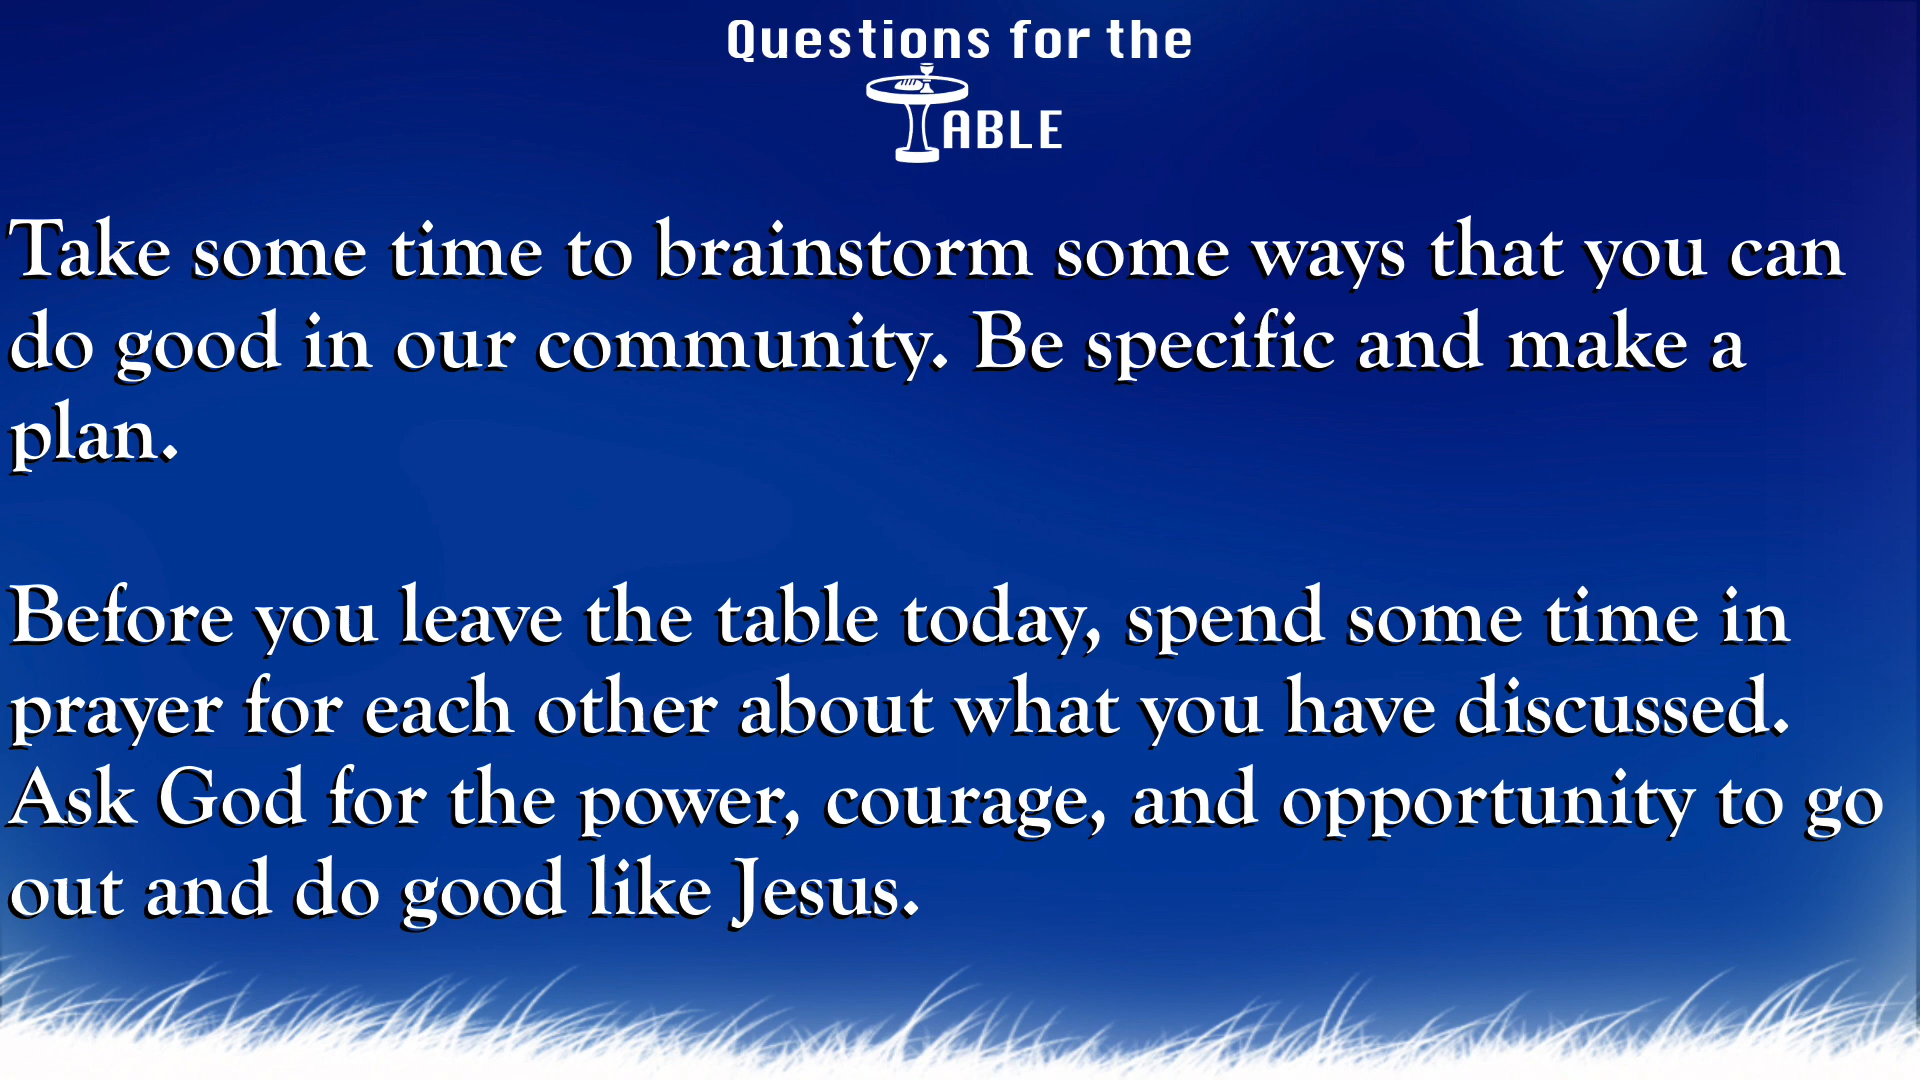 Questions for the
TABLE
Take some time to brainstorm some ways that you can
do good in our community. Be specific and make a
plan.
Before you leave the table today, spend some time in
prayer for each other about what you have discussed.
Ask God for the power, courage, and opportunity to go
out and do good like Jesus.